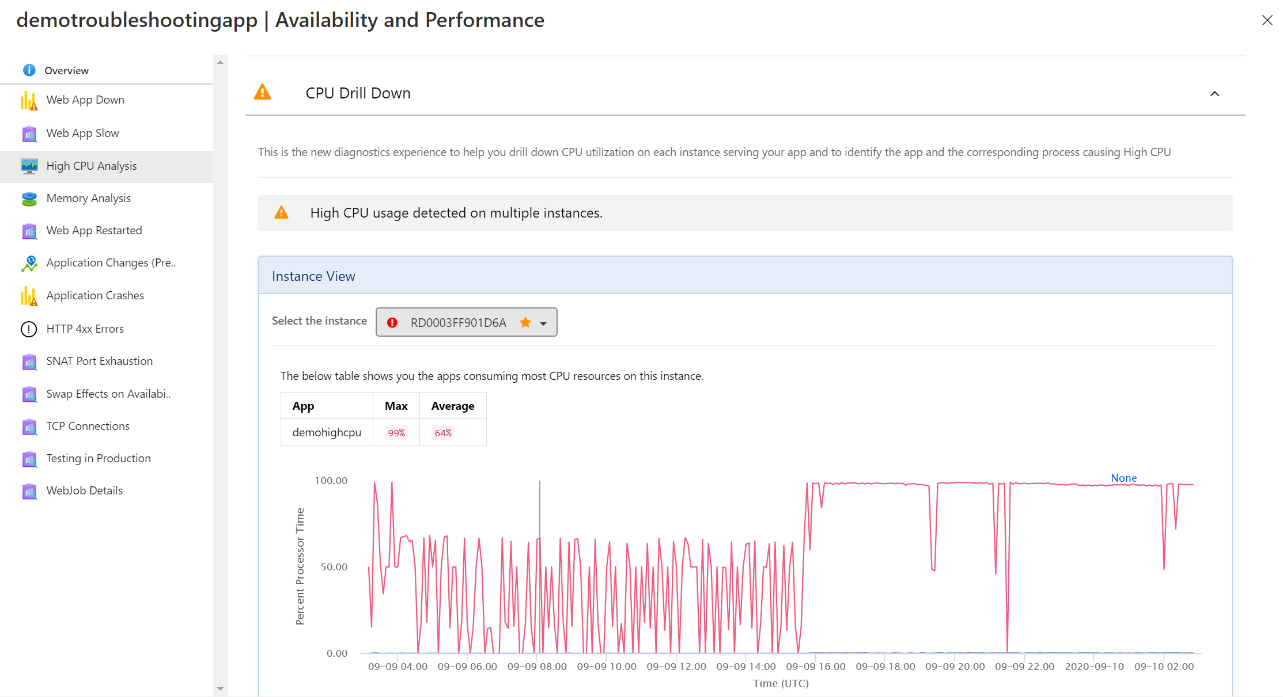 demotroubleshootingapp | Availability and Performance
Overview
Web App Down
Web App Slow
High CPU Analysis
Memory Analysis
Web App Restarted
Application Changes (Pre..
Application Crashes
HTTP 4xx Errors
SNAT Port Exhaustion
Swap Effects on Availabi..
TCP Connections
Testing in Production
WebJob Details
CPU Drill Down
This is the new diagnostics experience to help you drill down CPU utilization on each instance serving your app and to identify the app and the corresponding process causing High CPU
High CPU usage detected on multiple instances.
Instance View
Select the instance RD0003FF901D6A
The below table shows you the apps consuming most CPU resources on this instance.
App Max Average
demohighcpu 99% 64%
None
Percent Processor Time
100.00
50.00
0.00
09-09 04.00 09-09 06:00 09-09 08:00 09-09 10:00 09-09 12:00 09-09 14:00 09-09 16:00 09-09 18:00 09-09 20:00 09-09 22:00 2020-09-10 09-10 02:00
Time (UTC)